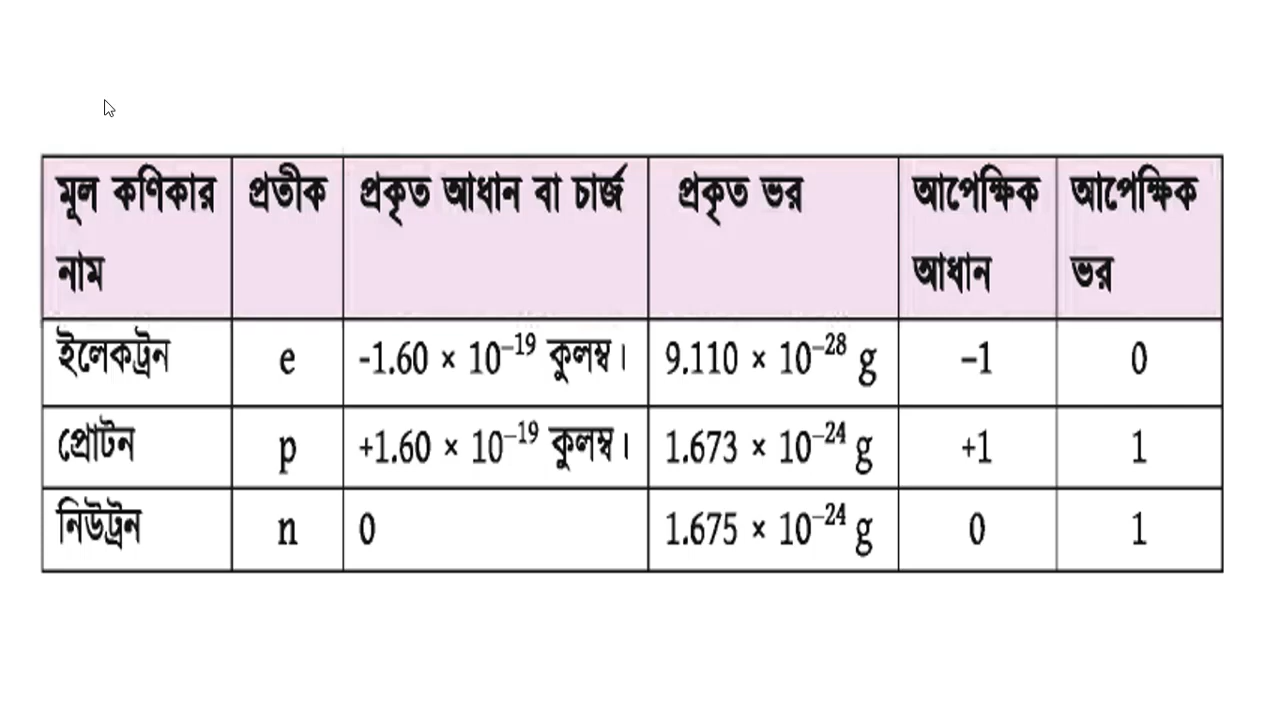 মূল কণিকার নাম | প্রতীক | প্রকৃত আধান বা চার্জ | প্রকৃত ভর | আপেক্ষিক আধান | আপেক্ষিক ভর
ইলেকট্রন | e | -1.60 × 10⁻¹⁹ কুলম্ব। | 9.110 × 10⁻²⁸ g | −1 | 0
প্রোটন | p | +1.60 × 10⁻¹⁹ কুলম্ব। | 1.673 × 10⁻²⁴ g | +1 | 1
নিউট্রন | n | 0 | 1.675 × 10⁻²⁴ g | 0 | 1